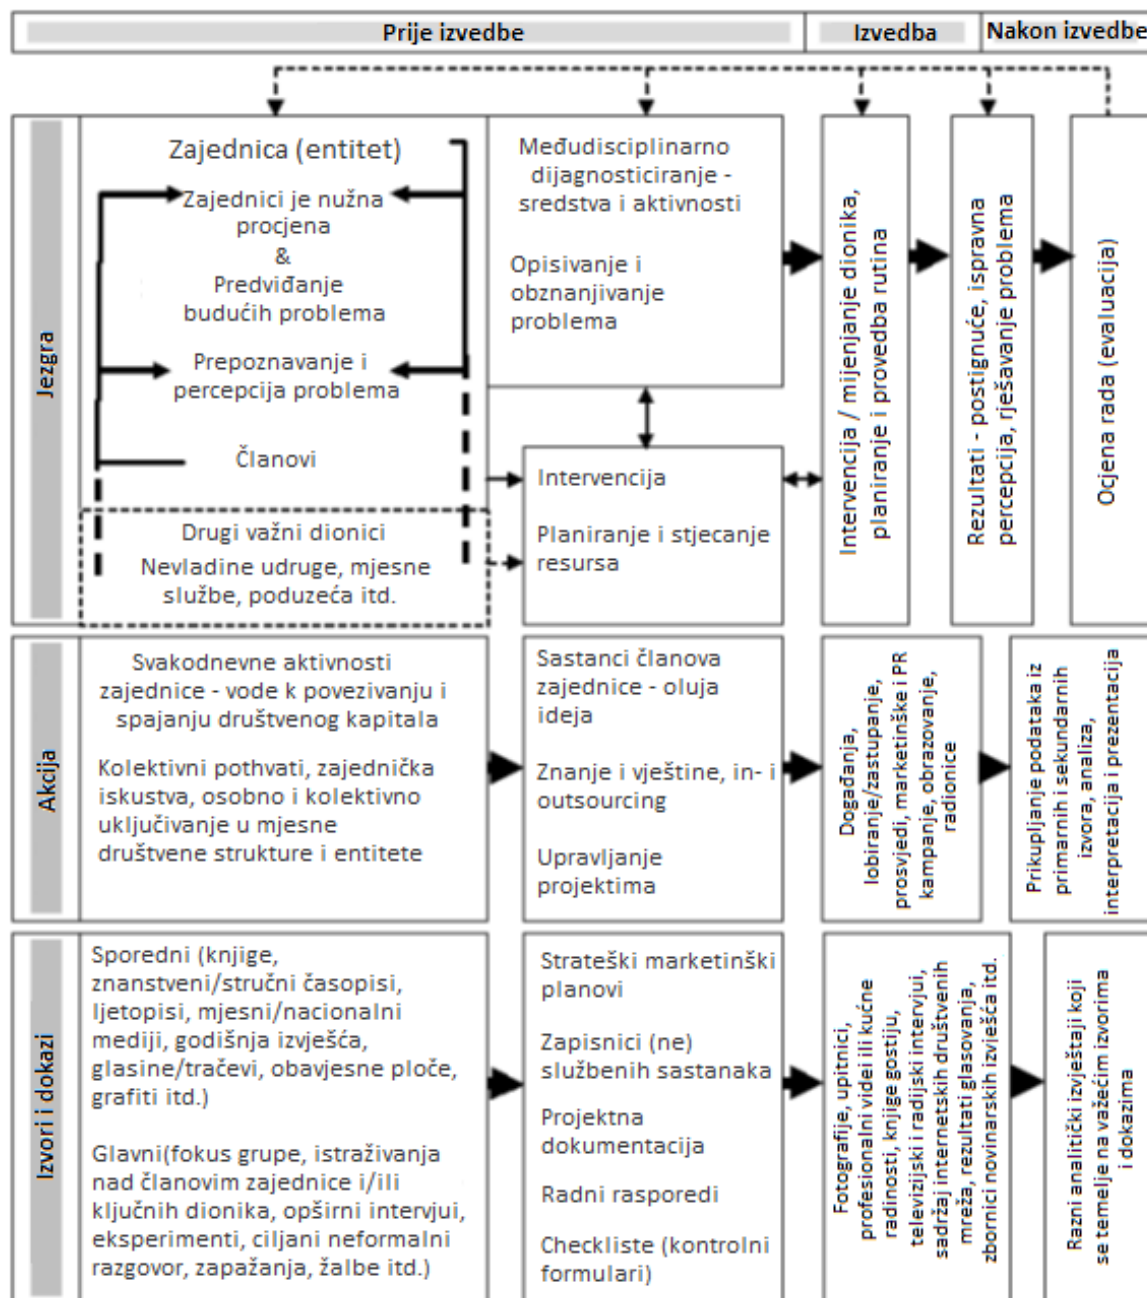 Prije izvedbe
Izvedba
Nakon izvedbe
Jezgra
Zajednica (entitet)
Zajednici je nužna
procjena
&
Predviđanje
budućih problema
Prepoznavanje i
percepcija problema
Članovi
Drugi važni dionici
Nevladine udruge, mjesne
službe, poduzeća itd.
Međudisciplinarno
dijagnosticiranje -
sredstva i aktivnosti
Opisivanje i
obznanjivanje
problema
Intervencija
Planiranje i stjecanje
resursa
Intervencija / mijenjanje dionika,
planiranje i provedba rutina
Rezultati - postignuće, ispravna
percepcija, rješavanje problema
Ocjena rada (evaluacija)
Akcija
Svakodnevne aktivnosti
zajednice - vode k povezivanju i
spajanju društvenog kapitala
Kolektivni pothvati, zajednička
iskustva, osobno i kolektivno
uključivanje u mjesne
društvene strukture i entitete
Sastanci članova
zajednice - oluja
ideja
Znanje i vještine, in- i
outsourcing
Upravljanje
projektima
Događanja,
lobiranje/zastupanje,
prosvjedi, marketinške i PR
kampanje, obrazovanje,
radionice
Prikupljanje podataka iz
primarnih i sekundarnih
izvora, analiza,
interpretacija i prezentacija
Izvori i dokazi
Sporedni (knjige,
znanstveni/stručni časopisi,
ljetopisi, mjesni/nacionalni
mediji, godišnja izvješća,
glasine/tračevi, obavjesne ploče,
grafiti itd.)
Glavni(fokus grupe, istraživanja
nad članovim zajednice i/ili
ključnih dionika, opširni intervjui,
eksperimenti, ciljani neformalni
razgovor, zapažanja, žalbe itd.)
Strateški marketinški
planovi
Zapisnici (ne)
službenih sastanaka
Projektna
dokumentacija
Radni rasporedi
Checkliste (kontrolni
formulari)
Fotografije, upitnici,
profesionalni videi ili kućne
radinosti, knjige gostiju,
televizijski i radijski intervjui,
sadržaj internetskih društvenih
mreža, rezultati glasovanja,
zbornici novinarskih izvješća itd.
Razni analitički izvještaji koji
se temelje na važećim izvorima
i dokazima